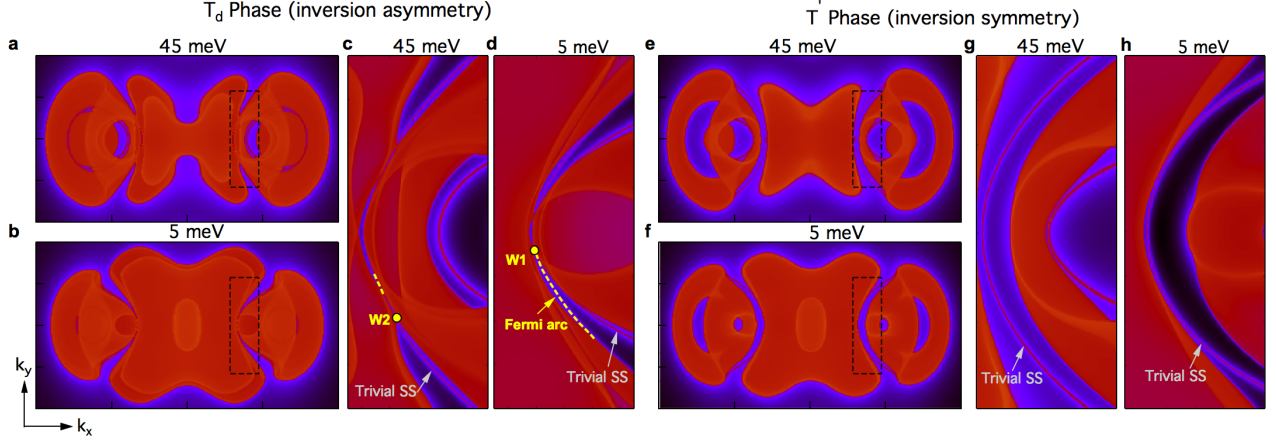 T_d Phase (inversion asymmetry)
T' Phase (inversion symmetry)
a
45 meV
c
45 meV
d
5 meV
e
45 meV
g
45 meV
h
5 meV
b
5 meV
f
5 meV
W1
W2
Fermi arc
Trivial SS
Trivial SS
Trivial SS
Trivial SS
k_y
k_x